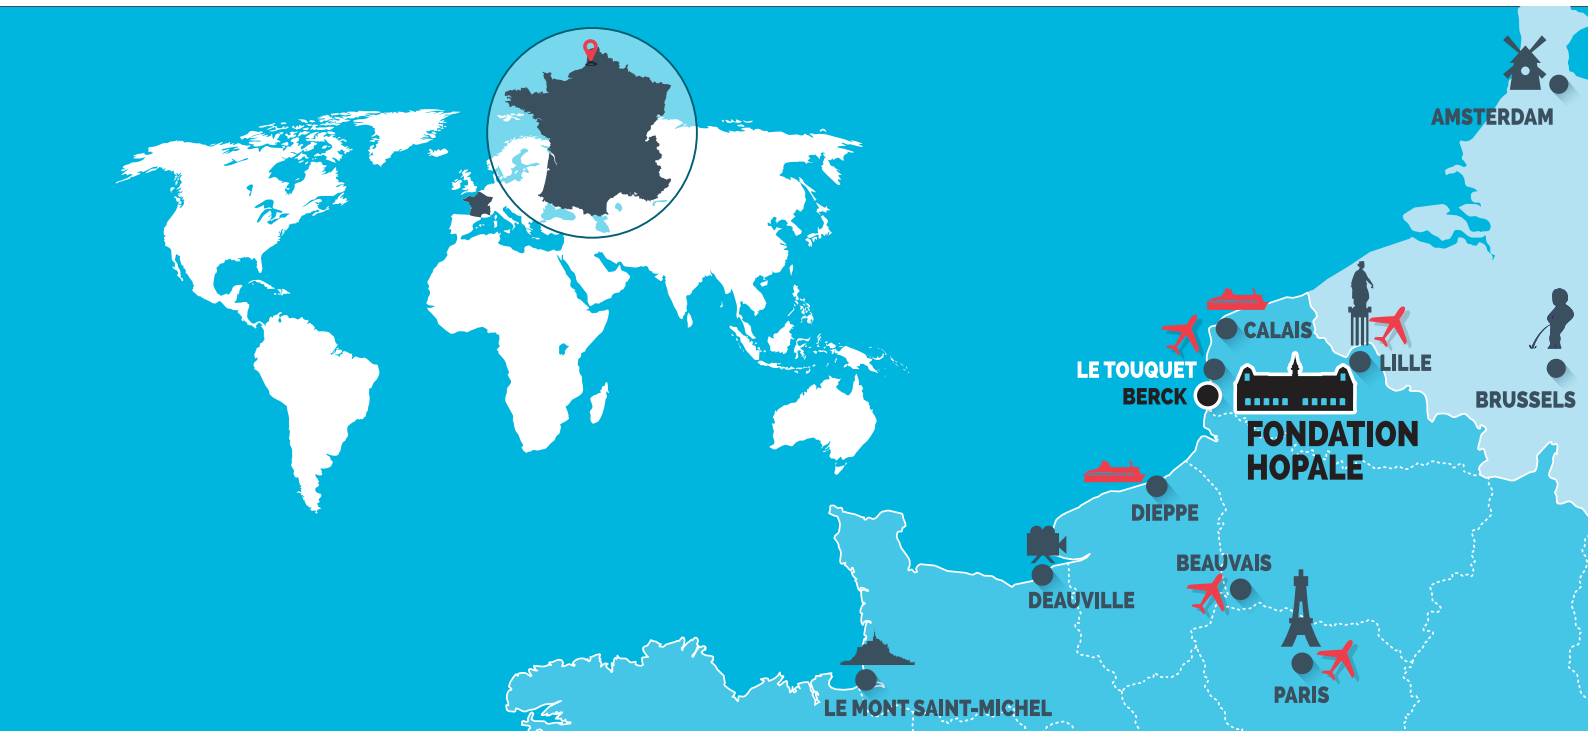 AMSTERDAM
CALAIS
LE TOUQUET
LILLE
BERCK
BRUSSELS
FONDATION
HOPALE
DIEPPE
BEAUVAIS
DEAUVILLE
PARIS
LE MONT SAINT-MICHEL